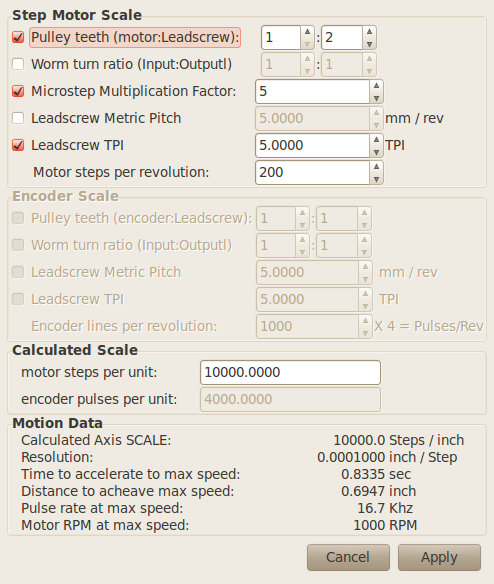 Step Motor Scale
Pulley teeth (motor:Leadscrew): 1 : 2
Worm turn ratio (Input:Outputl) 1 : 1
Microstep Multiplication Factor: 5
Leadscrew Metric Pitch 5.0000 mm / rev
Leadscrew TPI 5.0000 TPI
Motor steps per revolution: 200
Encoder Scale
Pulley teeth (encoder:Leadscrew): 1 : 1
Worm turn ratio (Input:Outputl) 1 : 1
Leadscrew Metric Pitch 5.0000 mm / rev
Leadscrew TPI 5.0000 TPI
Encoder lines per revolution: 1000 X 4 = Pulses/Rev
Calculated Scale
motor steps per unit: 10000.0000
encoder pulses per unit: 4000.0000
Motion Data
Calculated Axis SCALE: 10000.0 Steps / inch
Resolution: 0.0001000 inch / Step
Time to accelerate to max speed: 0.8335 sec
Distance to acheave max speed: 0.6947 inch
Pulse rate at max speed: 16.7 Khz
Motor RPM at max speed: 1000 RPM
Cancel Apply